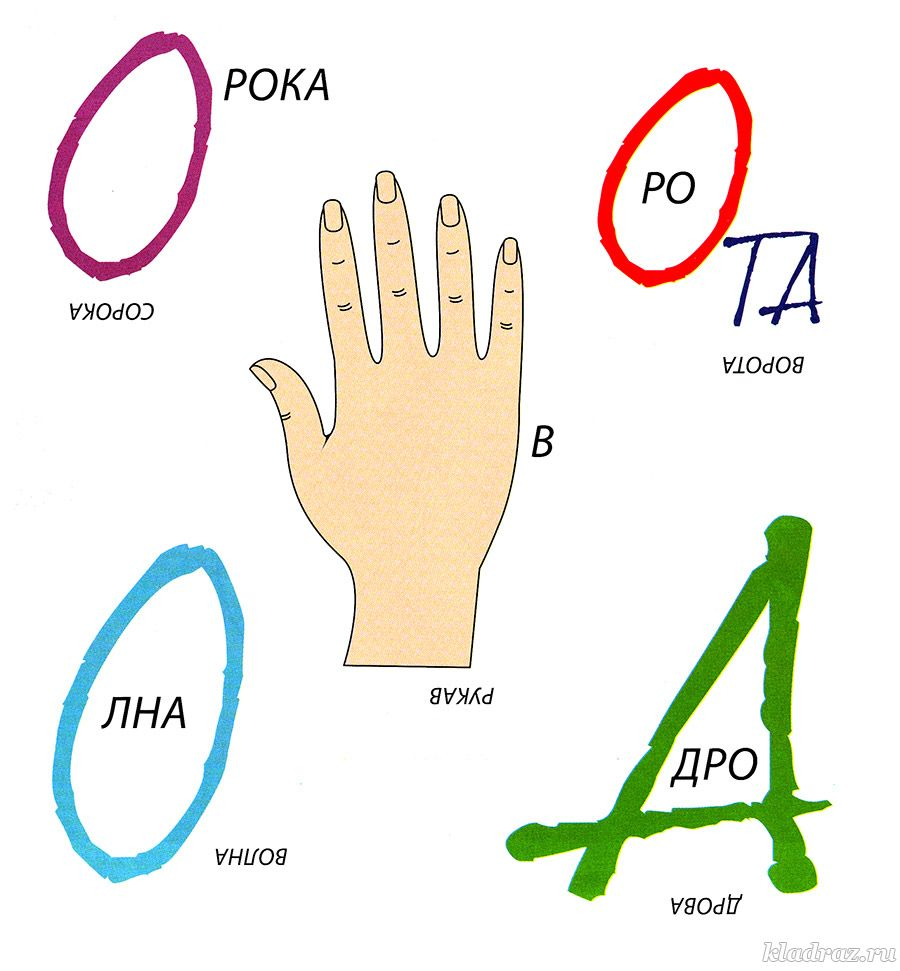 О РОКА
СОРОКА
О РО
ТА
ВОРОТА
В
РУКАВ
О ЛНА
ВОЛНА
А ДРО
ДРОВА
kladraz.ru